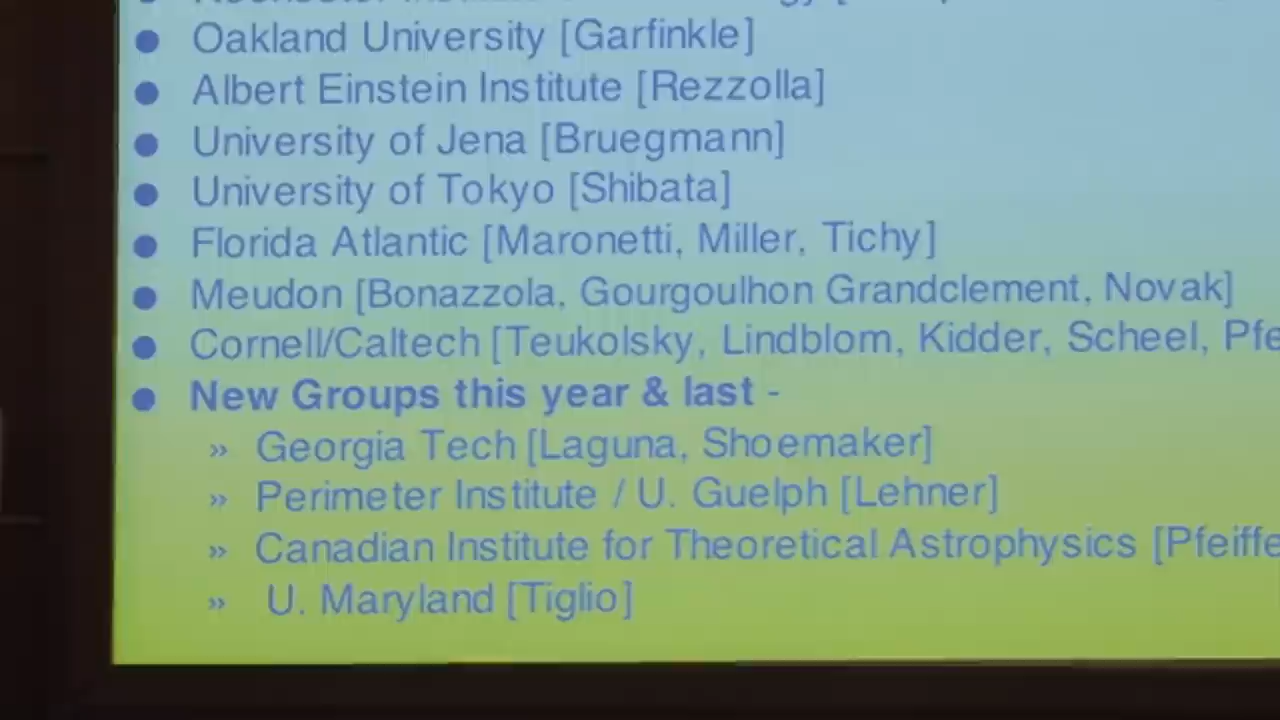 ● Oakland University [Garfinkle]
● Albert Einstein Institute [Rezzolla]
● University of Jena [Bruegmann]
● University of Tokyo [Shibata]
● Florida Atlantic [Maronetti, Miller, Tichy]
● Meudon [Bonazzola, Gourgoulhon Grandclement, Novak]
● Cornell/Caltech [Teukolsky, Lindblom, Kidder, Scheel,
● New Groups this year & last -
» Georgia Tech [Laguna, Shoemaker]
» Perimeter Institute / U. Guelph [Lehner]
» Canadian Institute for Theoretical Astrophysics [Pfeiffe
» U. Maryland [Tiglio]